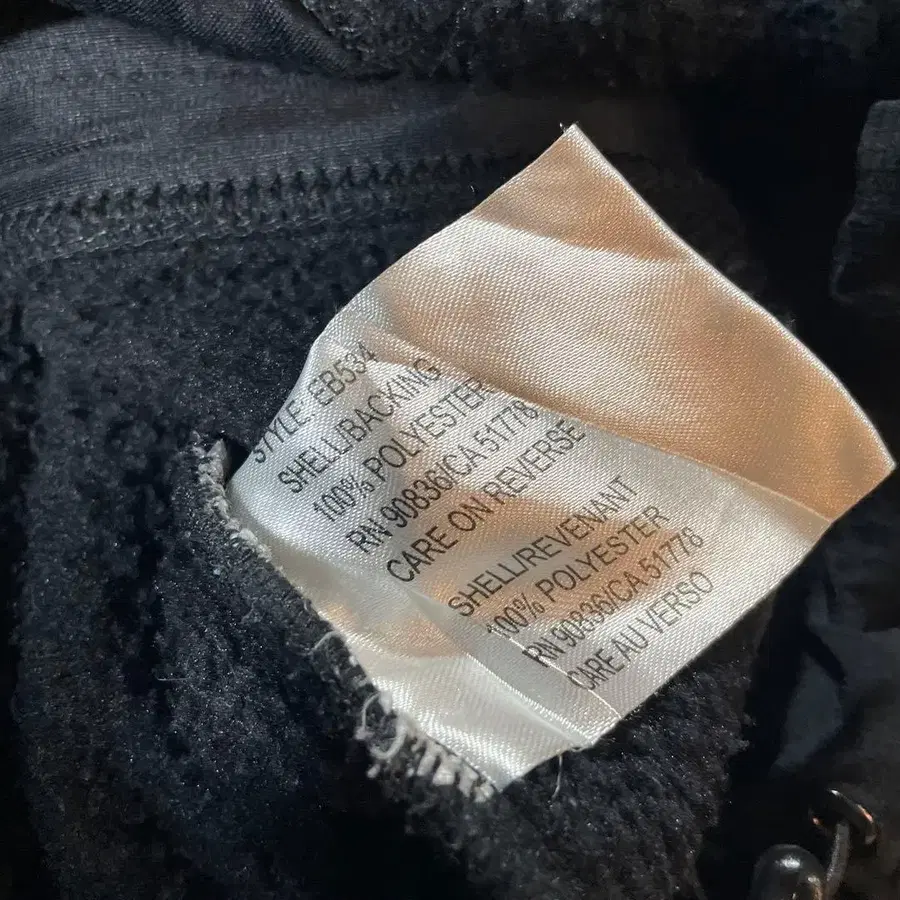 STYLE: EB534
SHELL/BACKING
100% POLYESTER
RN 90836/CA 51778
CARE ON REVERSE
SHELL/REVENANT
100% POLYESTER
RN 90836/CA 51778
CARE AU VERSO